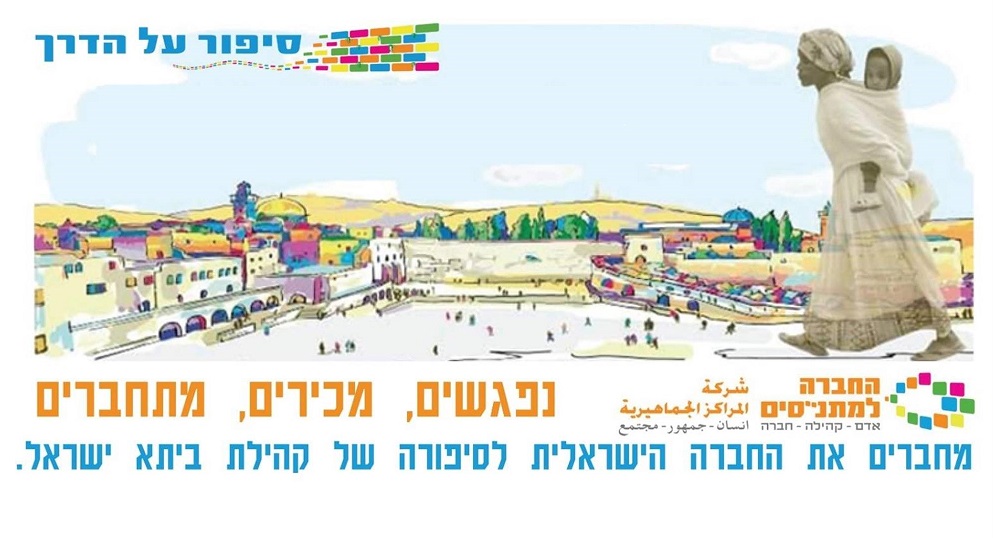 סיפור על הדרך
נפגשים, מכירים, מתחברים
החברה
למתנ״סים
אדם - קהילה - חברה
شركة
المراكز الجماهيرية
انسان - جمهور - مجتمع
מחברים את החברה הישראלית לסיפורה של קהילת ביתא ישראל.